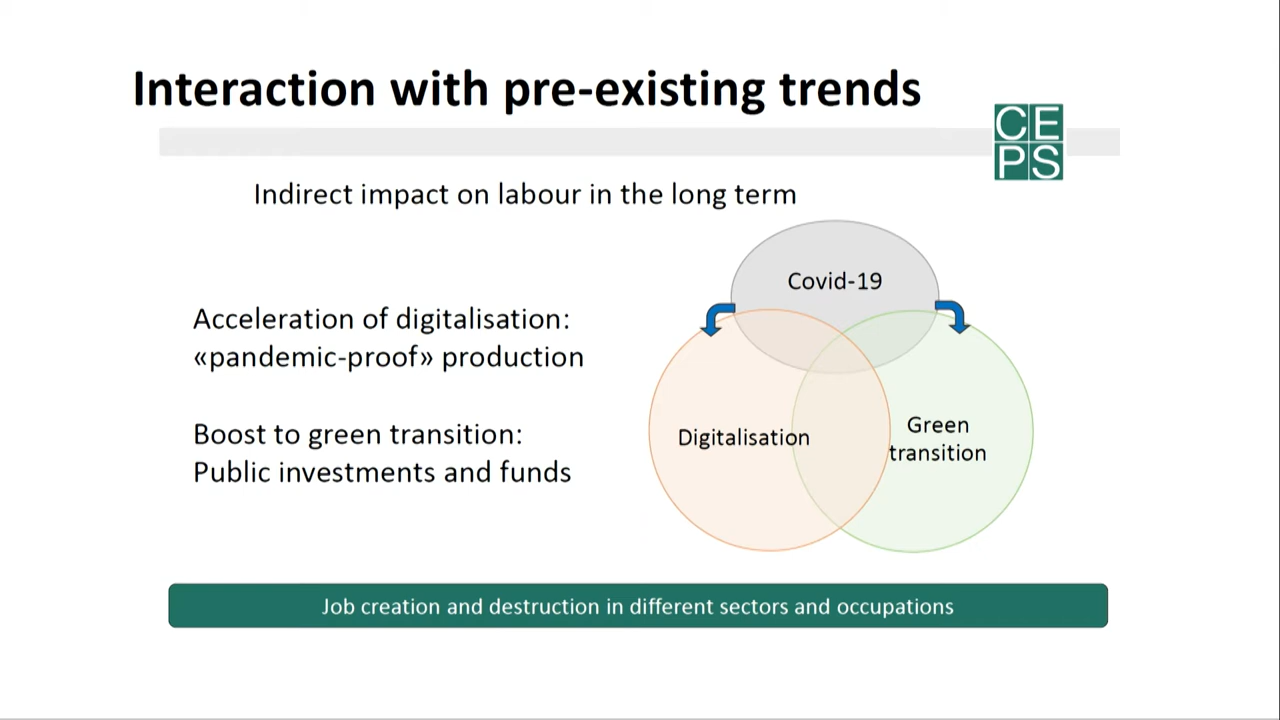 Interaction with pre-existing trends
CE
PS
Indirect impact on labour in the long term
Covid-19
Acceleration of digitalisation:
«pandemic-proof» production
Boost to green transition:
Public investments and funds
Digitalisation
Green
transition
Job creation and destruction in different sectors and occupations